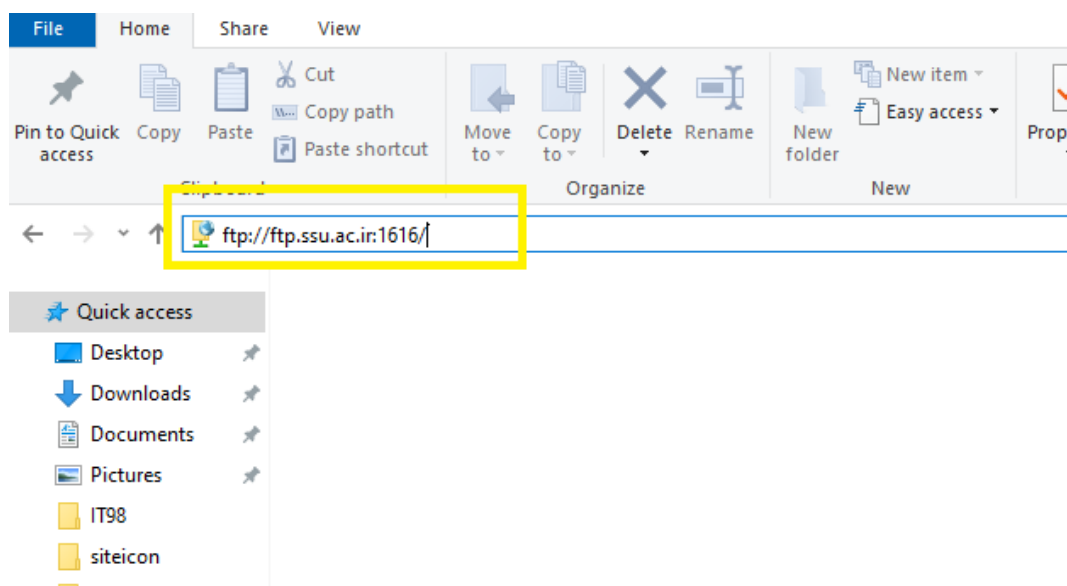 File Home Share View
Cut
New item
Copy path
Easy access
Pin to Quick access
Copy
Paste
Paste shortcut
Move to
Copy to
Delete
Rename
New folder
Prop
Clipboard
Organize
New
ftp://ftp.ssu.ac.ir:1616/
Quick access
Desktop
Downloads
Documents
Pictures
IT98
siteicon